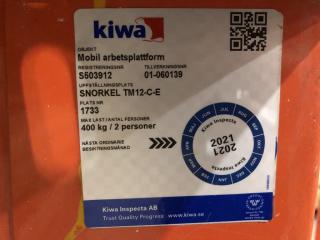 kiwa
OBJEKT
Mobil arbetsplattform
REGISTRERINGSNR TILLVERKNINGSNR
S503912 01-060139
UPPSTÄLLNINGSPLATS
SNORKEL TM12-C-E
PLATS NR
1733
MAX LAST / ANTAL PERSONER
400 kg / 2 personer
NÄSTA ORDINARIE
BESIKTNINGSMÅNAD
Kiwa Inspecta
2021
2021
Kiwa Inspecta
Kiwa Inspecta AB
Trust Quality Progress www.kiwa.se